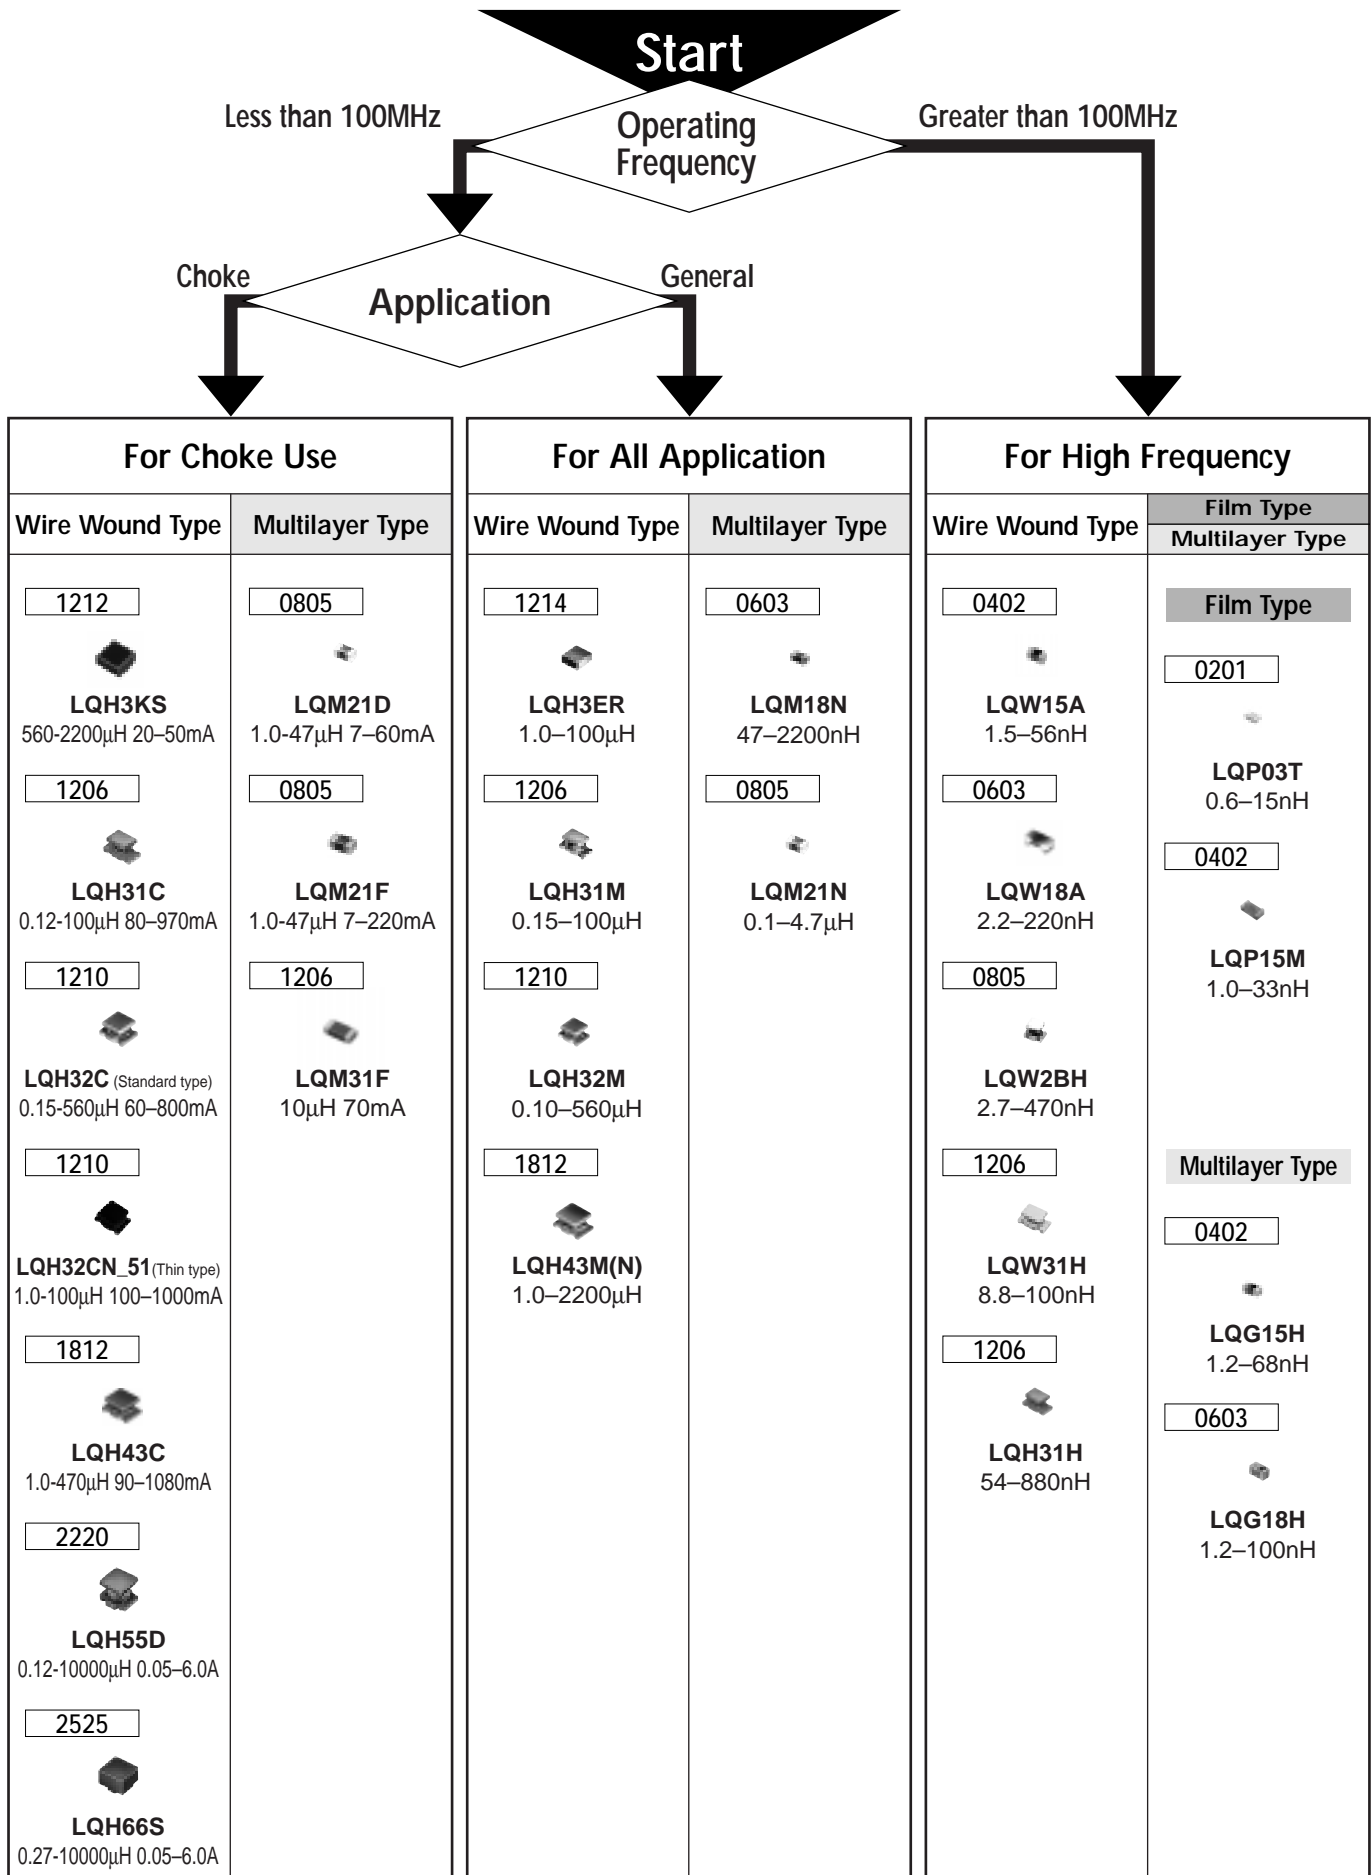 Start
Less than 100MHz
Operating
Frequency
Greater than 100MHz
Choke
Application
General
For Choke Use
Wire Wound Type
Multilayer Type
1212
LQH3KS
560-2200µH 20–50mA
1206
LQH31C
0.12-100µH 80–970mA
1210
LQH32C (Standard type)
0.15-560µH 60–800mA
1210
LQH32CN_51(Thin type)
1.0-100µH 100–1000mA
1812
LQH43C
1.0-470µH 90–1080mA
2220
LQH55D
0.12-10000µH 0.05–6.0A
2525
LQH66S
0.27-10000µH 0.05–6.0A
0805
LQM21D
1.0-47µH 7–60mA
0805
LQM21F
1.0-47µH 7–220mA
1206
LQM31F
10µH 70mA
For All Application
Wire Wound Type
Multilayer Type
1214
LQH3ER
1.0–100µH
1206
LQH31M
0.15–100µH
1210
LQH32M
0.10–560µH
1812
LQH43M(N)
1.0–2200µH
0603
LQM18N
47–2200nH
0805
LQM21N
0.1–4.7µH
For High Frequency
Wire Wound Type
Film Type
Multilayer Type
0402
LQW15A
1.5–56nH
0603
LQW18A
2.2–220nH
0805
LQW2BH
2.7–470nH
1206
LQW31H
8.8–100nH
1206
LQH31H
54–880nH
Film Type
0201
LQP03T
0.6–15nH
0402
LQP15M
1.0–33nH
Multilayer Type
0402
LQG15H
1.2–68nH
0603
LQG18H
1.2–100nH